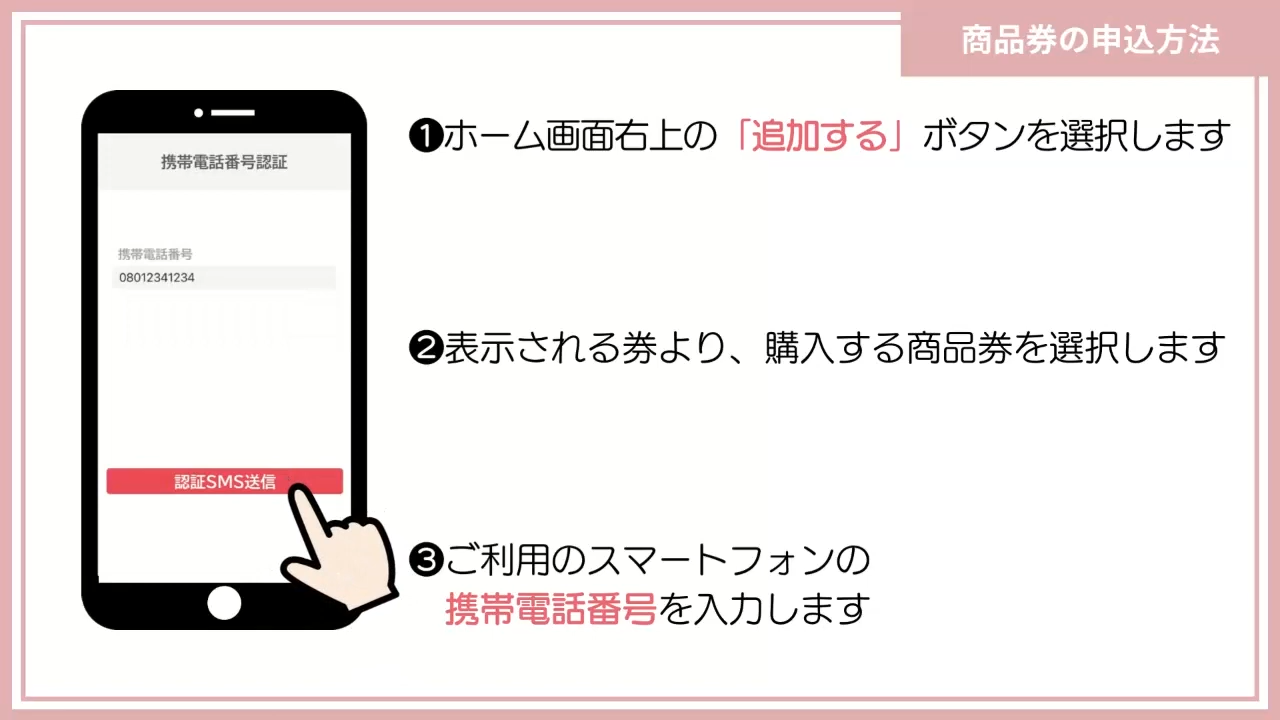 商品券の申込方法
携帯電話番号認証
携帯電話番号
08012341234
認証SMS送信
❶ホーム画面右上の「追加する」ボタンを選択します
❷表示される券より、購入する商品券を選択します
❸ご利用のスマートフォンの
携帯電話番号を入力します